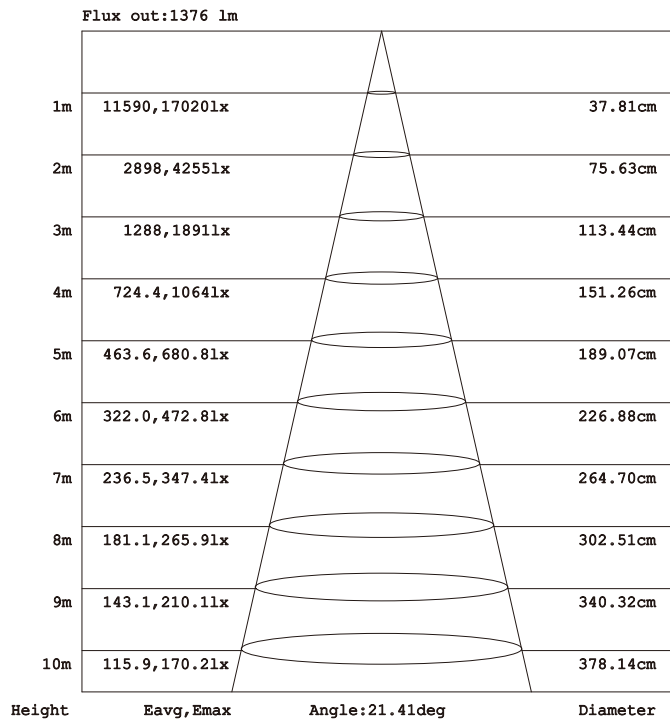 Flux out:1376 lm
1m 11590,17020lx 37.81cm
2m 2898,4255lx 75.63cm
3m 1288,1891lx 113.44cm
4m 724.4,1064lx 151.26cm
5m 463.6,680.8lx 189.07cm
6m 322.0,472.8lx 226.88cm
7m 236.5,347.4lx 264.70cm
8m 181.1,265.9lx 302.51cm
9m 143.1,210.1lx 340.32cm
10m 115.9,170.2lx 378.14cm
Height Eavg,Emax Angle:21.41deg Diameter